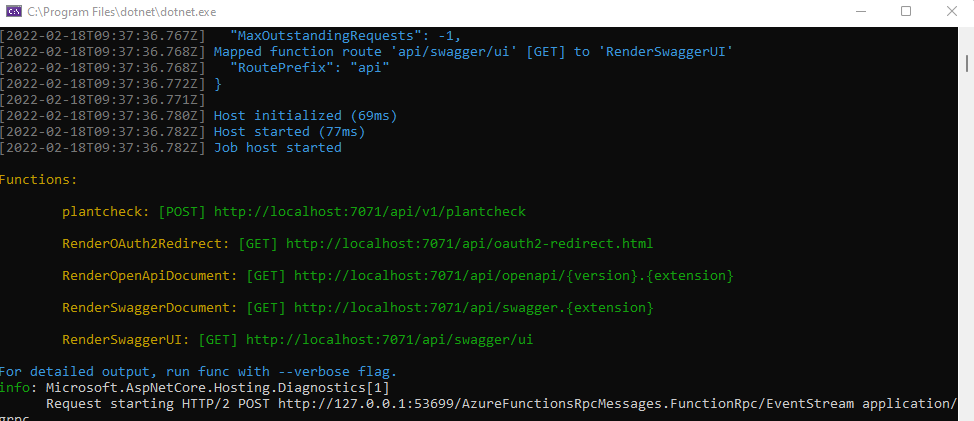 C:\Program Files\dotnet\dotnet.exe
[2022-02-18T09:37:36.767Z]   "MaxOutstandingRequests": -1,
[2022-02-18T09:37:36.768Z] Mapped function route 'api/swagger/ui' [GET] to 'RenderSwaggerUI'
[2022-02-18T09:37:36.768Z]   "RoutePrefix": "api"
[2022-02-18T09:37:36.772Z] }
[2022-02-18T09:37:36.771Z]
[2022-02-18T09:37:36.780Z] Host initialized (69ms)
[2022-02-18T09:37:36.782Z] Host started (77ms)
[2022-02-18T09:37:36.782Z] Job host started
Functions:
plantcheck: [POST] http://localhost:7071/api/v1/plantcheck
RenderOAuth2Redirect: [GET] http://localhost:7071/api/oauth2-redirect.html
RenderOpenApiDocument: [GET] http://localhost:7071/api/openapi/{version}.{extension}
RenderSwaggerDocument: [GET] http://localhost:7071/api/swagger.{extension}
RenderSwaggerUI: [GET] http://localhost:7071/api/swagger/ui
For detailed output, run func with --verbose flag.
info: Microsoft.AspNetCore.Hosting.Diagnostics[1]
Request starting HTTP/2 POST http://127.0.0.1:53699/AzureFunctionsRpcMessages.FunctionRpc/EventStream application/
grpc